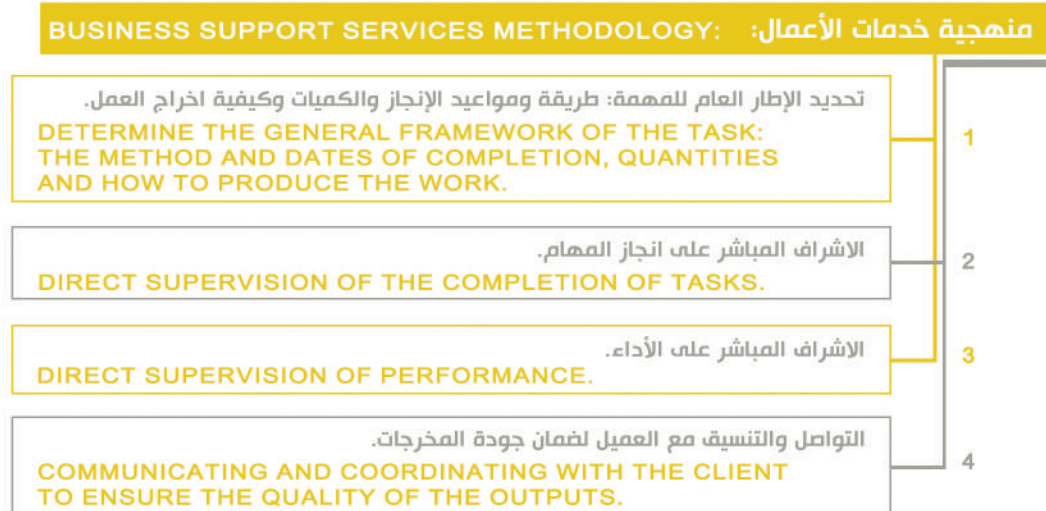 BUSINESS SUPPORT SERVICES METHODOLOGY: منهجية خدمات الأعمال:
تحديد الإطار العام للمهمة: طريقة ومواعيد الإنجاز والكميات وكيفية اخراج العمل.
DETERMINE THE GENERAL FRAMEWORK OF THE TASK:
THE METHOD AND DATES OF COMPLETION, QUANTITIES
AND HOW TO PRODUCE THE WORK.
1
الاشراف المباشر على انجاز المهام.
DIRECT SUPERVISION OF THE COMPLETION OF TASKS.
2
الاشراف المباشر على الأداء.
DIRECT SUPERVISION OF PERFORMANCE.
3
التواصل والتنسيق مع العميل لضمان جودة المخرجات.
COMMUNICATING AND COORDINATING WITH THE CLIENT
TO ENSURE THE QUALITY OF THE OUTPUTS.
4